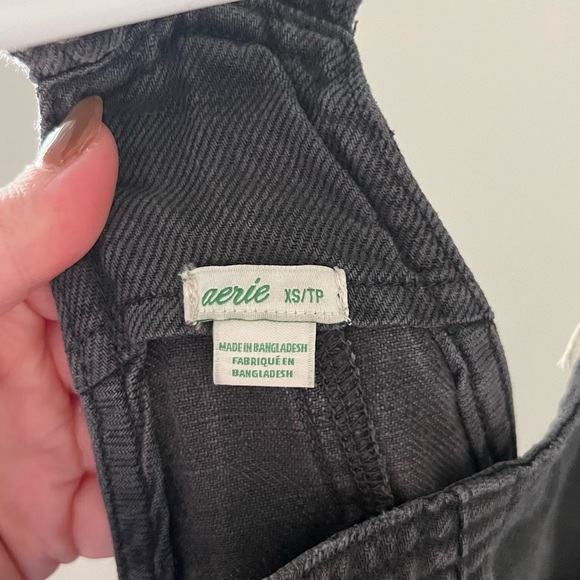 aerie XS/TP
MADE IN BANGLADESH
FABRIQUÉ EN
BANGLADESH